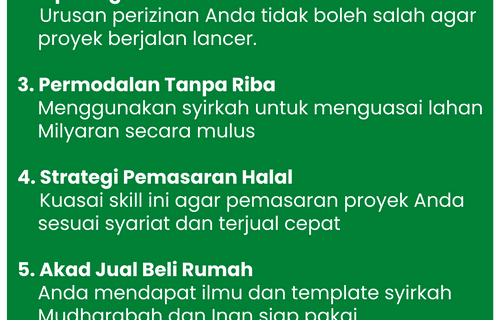 Urusan perizinan Anda tidak boleh salah agar
proyek berjalan lancer.
3. Permodalan Tanpa Riba
Menggunakan syirkah untuk menguasai lahan
Milyaran secara mulus
4. Strategi Pemasaran Halal
Kuasai skill ini agar pemasaran proyek Anda
sesuai syariat dan terjual cepat
5. Akad Jual Beli Rumah
Anda mendapat ilmu dan template syirkah
Mudharabah dan Inan siap pakai